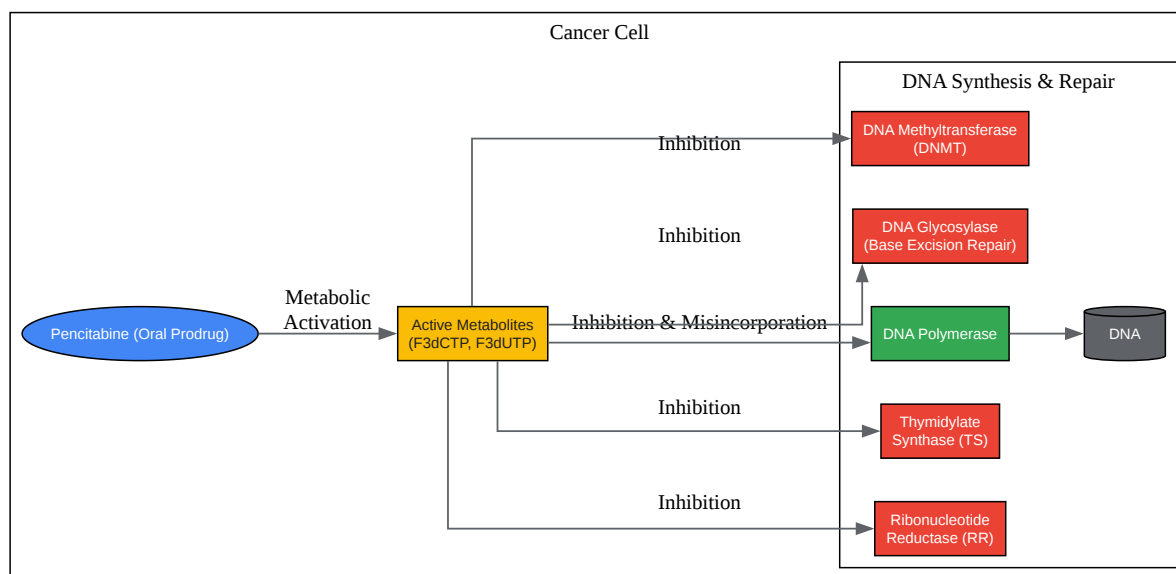 Cancer Cell
DNA Synthesis & Repair
DNA Methyltransferase
(DNMT)
Inhibition
DNA Glycosylase
(Base Excision Repair)
Inhibition
Metabolic
Activation
Pencitabine (Oral Prodrug)
Active Metabolites
(F3dCTP, F3dUTP)
Inhibition & Misincorporation
DNA Polymerase
DNA
Inhibition
Thymidylate
Synthase (TS)
Inhibition
Ribonucleotide
Reductase (RR)